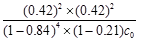 (0.42)² × (0.42)²
(1 − 0.84)⁴ × (1 − 0.21)c₀